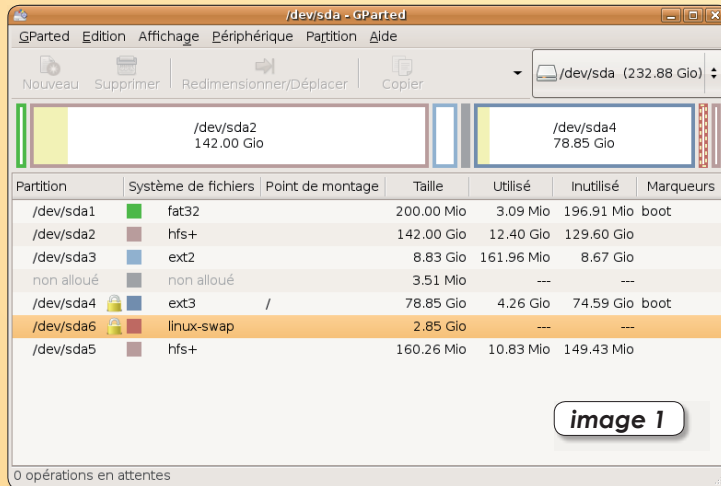 /dev/sda - GParted
GParted Edition Affichage Périphérique Partition Aide
Nouveau Supprimer Redimensionner/Déplacer Copier /dev/sda (232.88 Gio)
/dev/sda2 /dev/sda4
142.00 Gio 78.85 Gio
Partition Système de fichiers Point de montage Taille Utilisé Inutilisé Marqueurs
/dev/sda1 fat32 200.00 Mio 3.09 Mio 196.91 Mio boot
/dev/sda2 hfs+ 142.00 Gio 12.40 Gio 129.60 Gio
/dev/sda3 ext2 8.83 Gio 161.96 Mio 8.67 Gio
non alloué non alloué 3.51 Mio --- ---
/dev/sda4 ext3 / 78.85 Gio 4.26 Gio 74.59 Gio boot
/dev/sda6 linux-swap 2.85 Gio --- ---
/dev/sda5 hfs+ 160.26 Mio 10.83 Mio 149.43 Mio
image 1
0 opérations en attentes